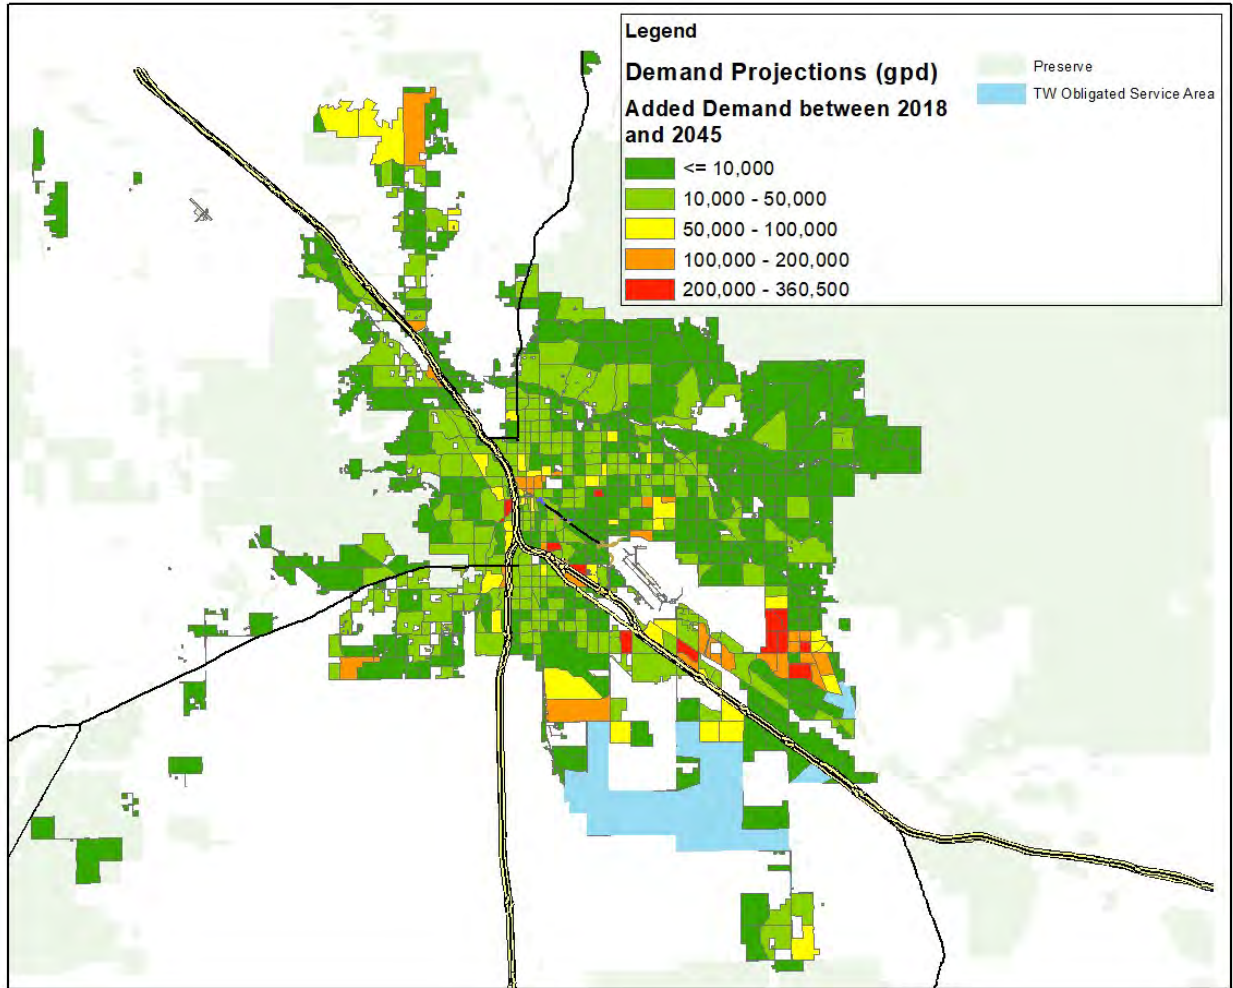 Legend
Demand Projections (gpd)
Added Demand between 2018
and 2045
<= 10,000
10,000 - 50,000
50,000 - 100,000
100,000 - 200,000
200,000 - 360,500
Preserve
TW Obligated Service Area